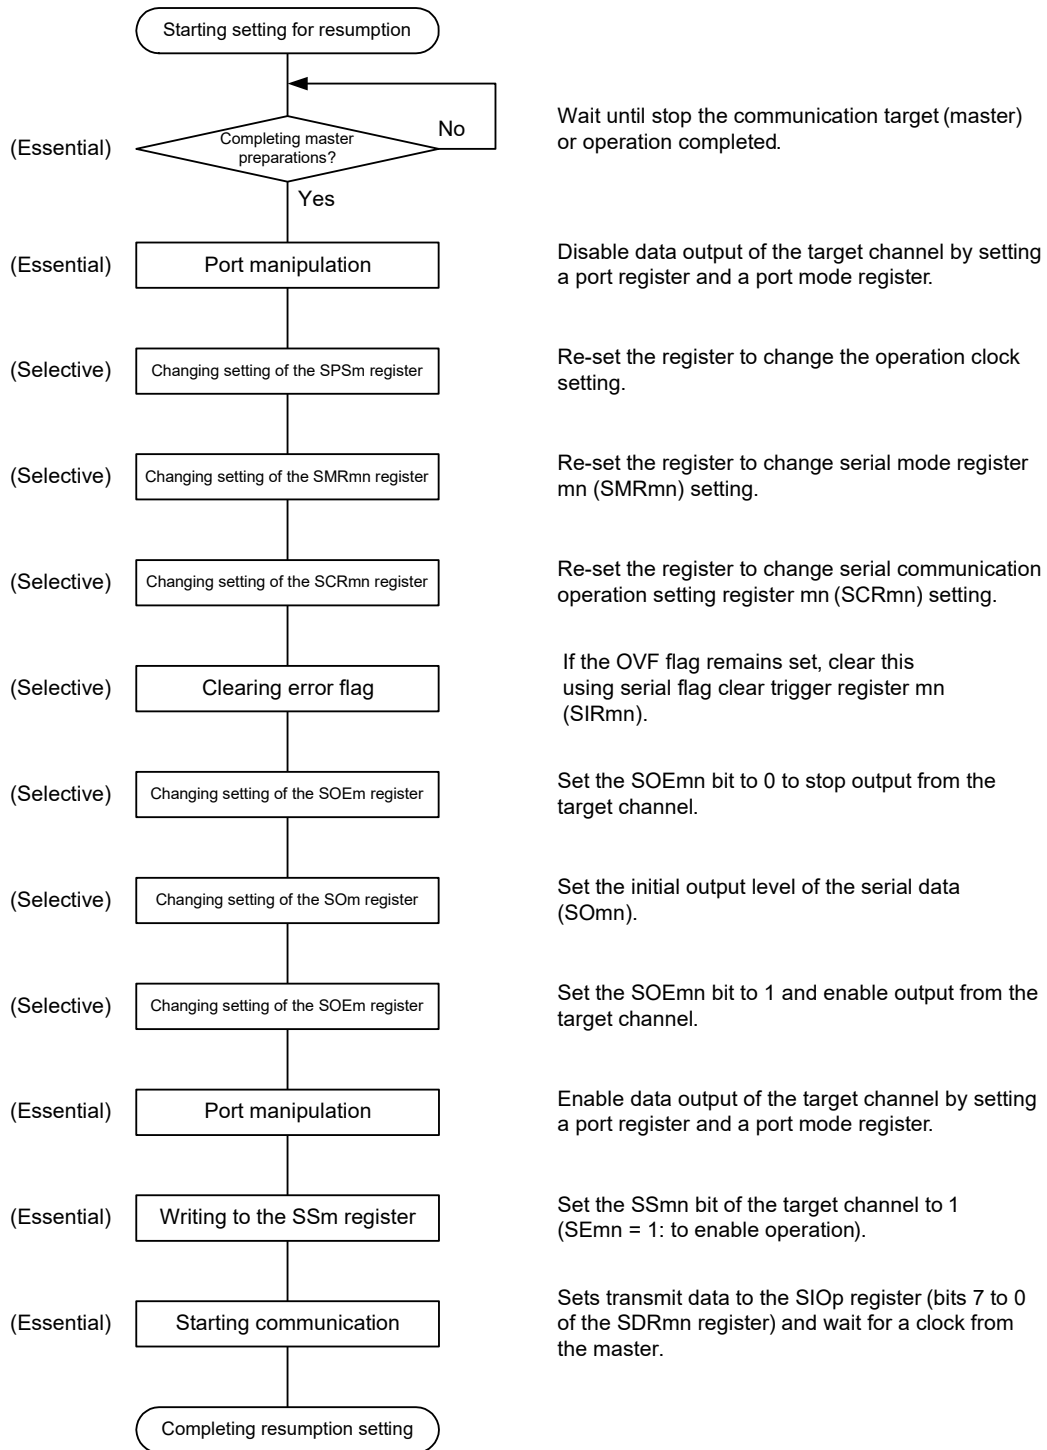 Starting setting for resumption
(Essential)
Completing master
preparations?
No
Yes
Wait until stop the communication target (master)
or operation completed.
(Essential)
Port manipulation
Disable data output of the target channel by setting
a port register and a port mode register.
(Selective)
Changing setting of the SPSm register
Re-set the register to change the operation clock
setting.
(Selective)
Changing setting of the SMRmn register
Re-set the register to change serial mode register
mn (SMRmn) setting.
(Selective)
Changing setting of the SCRmn register
Re-set the register to change serial communication
operation setting register mn (SCRmn) setting.
(Selective)
Clearing error flag
If the OVF flag remains set, clear this
using serial flag clear trigger register mn
(SIRmn).
(Selective)
Changing setting of the SOEm register
Set the SOEmn bit to 0 to stop output from the
target channel.
(Selective)
Changing setting of the SOm register
Set the initial output level of the serial data
(SOmn).
(Selective)
Changing setting of the SOEm register
Set the SOEmn bit to 1 and enable output from the
target channel.
(Essential)
Port manipulation
Enable data output of the target channel by setting
a port register and a port mode register.
(Essential)
Writing to the SSm register
Set the SSmn bit of the target channel to 1
(SEmn = 1: to enable operation).
(Essential)
Starting communication
Sets transmit data to the SIOp register (bits 7 to 0
of the SDRmn register) and wait for a clock from
the master.
Completing resumption setting